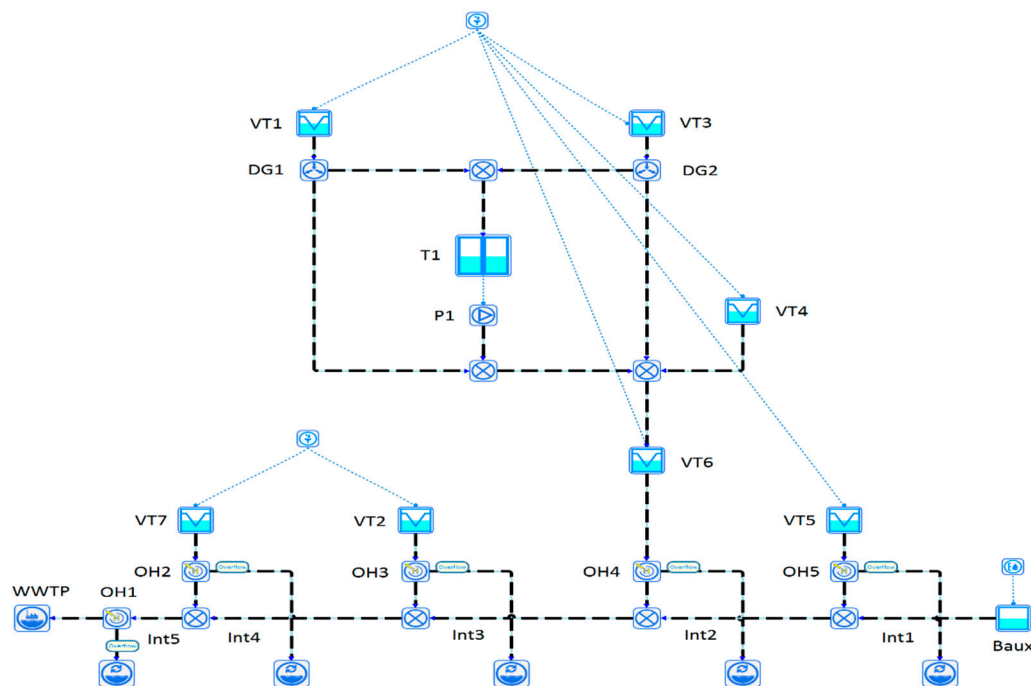 VT1
VT3
DG1
DG2
T1
P1
VT4
VT6
VT7
VT2
VT5
OH2
Overflow
OH3
Overflow
OH4
Overflow
OH5
Overflow
WWTP
OH1
Int5
Int4
Int3
Int2
Int1
Baux
Overflow